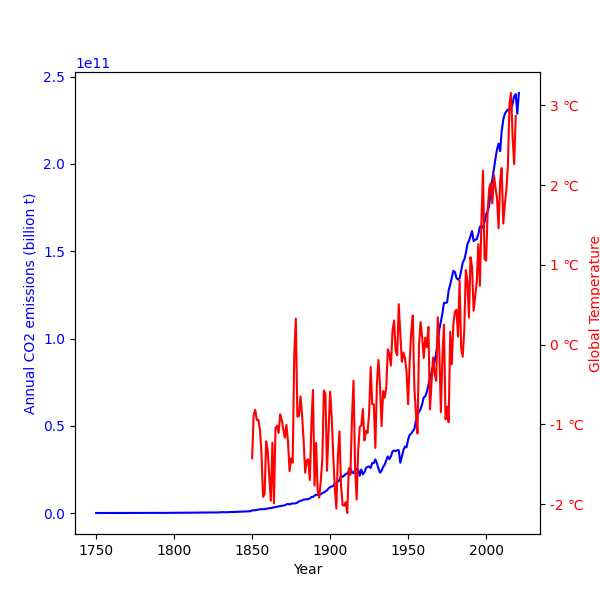 1e11
2.5
2.0
1.5
1.0
0.5
0.0
Annual CO2 emissions (billion t)
3 °C
2 °C
1 °C
0 °C
-1 °C
-2 °C
Global Temperature
1750
1800
1850
1900
1950
2000
Year